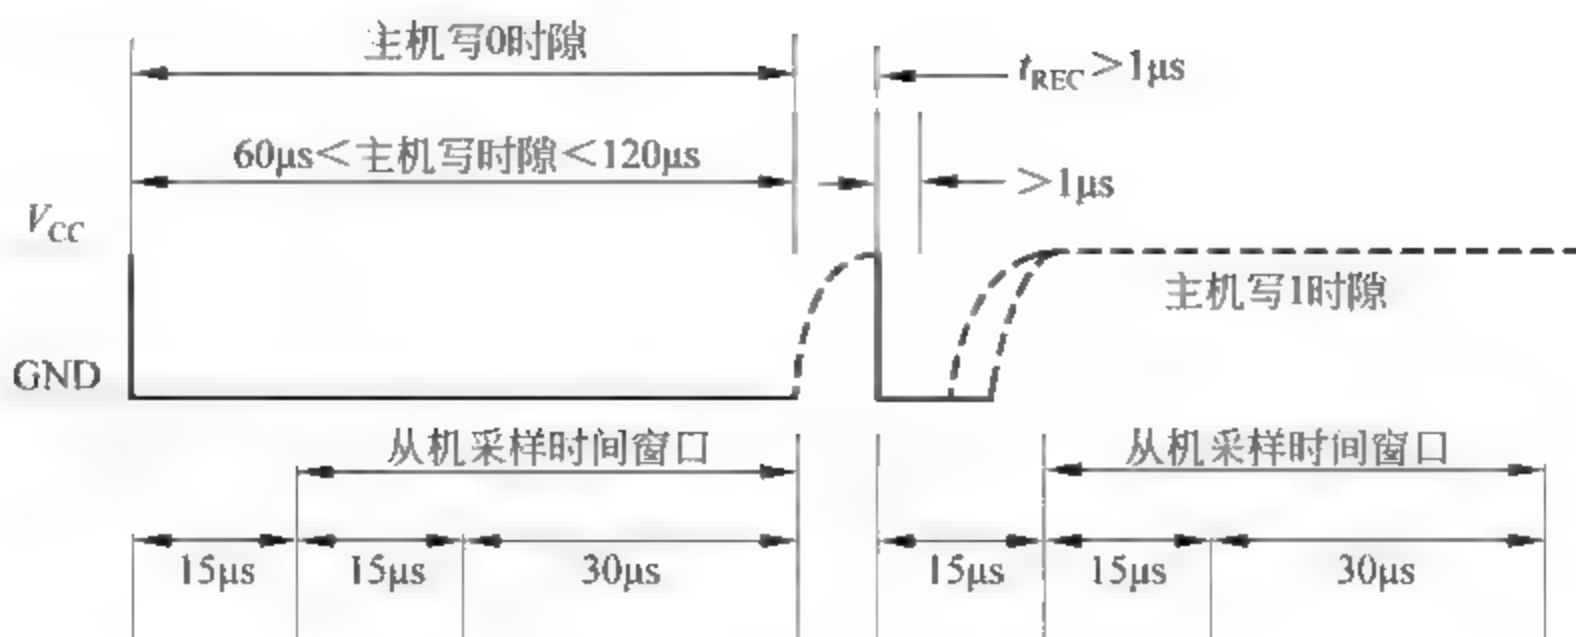 主机写0时隙
tREC＞1μs
60μs＜主机写时隙＜120μs
＞1μs
VCC
主机写1时隙
GND
从机采样时间窗口
从机采样时间窗口
15μs
15μs
30μs
15μs
15μs
30μs